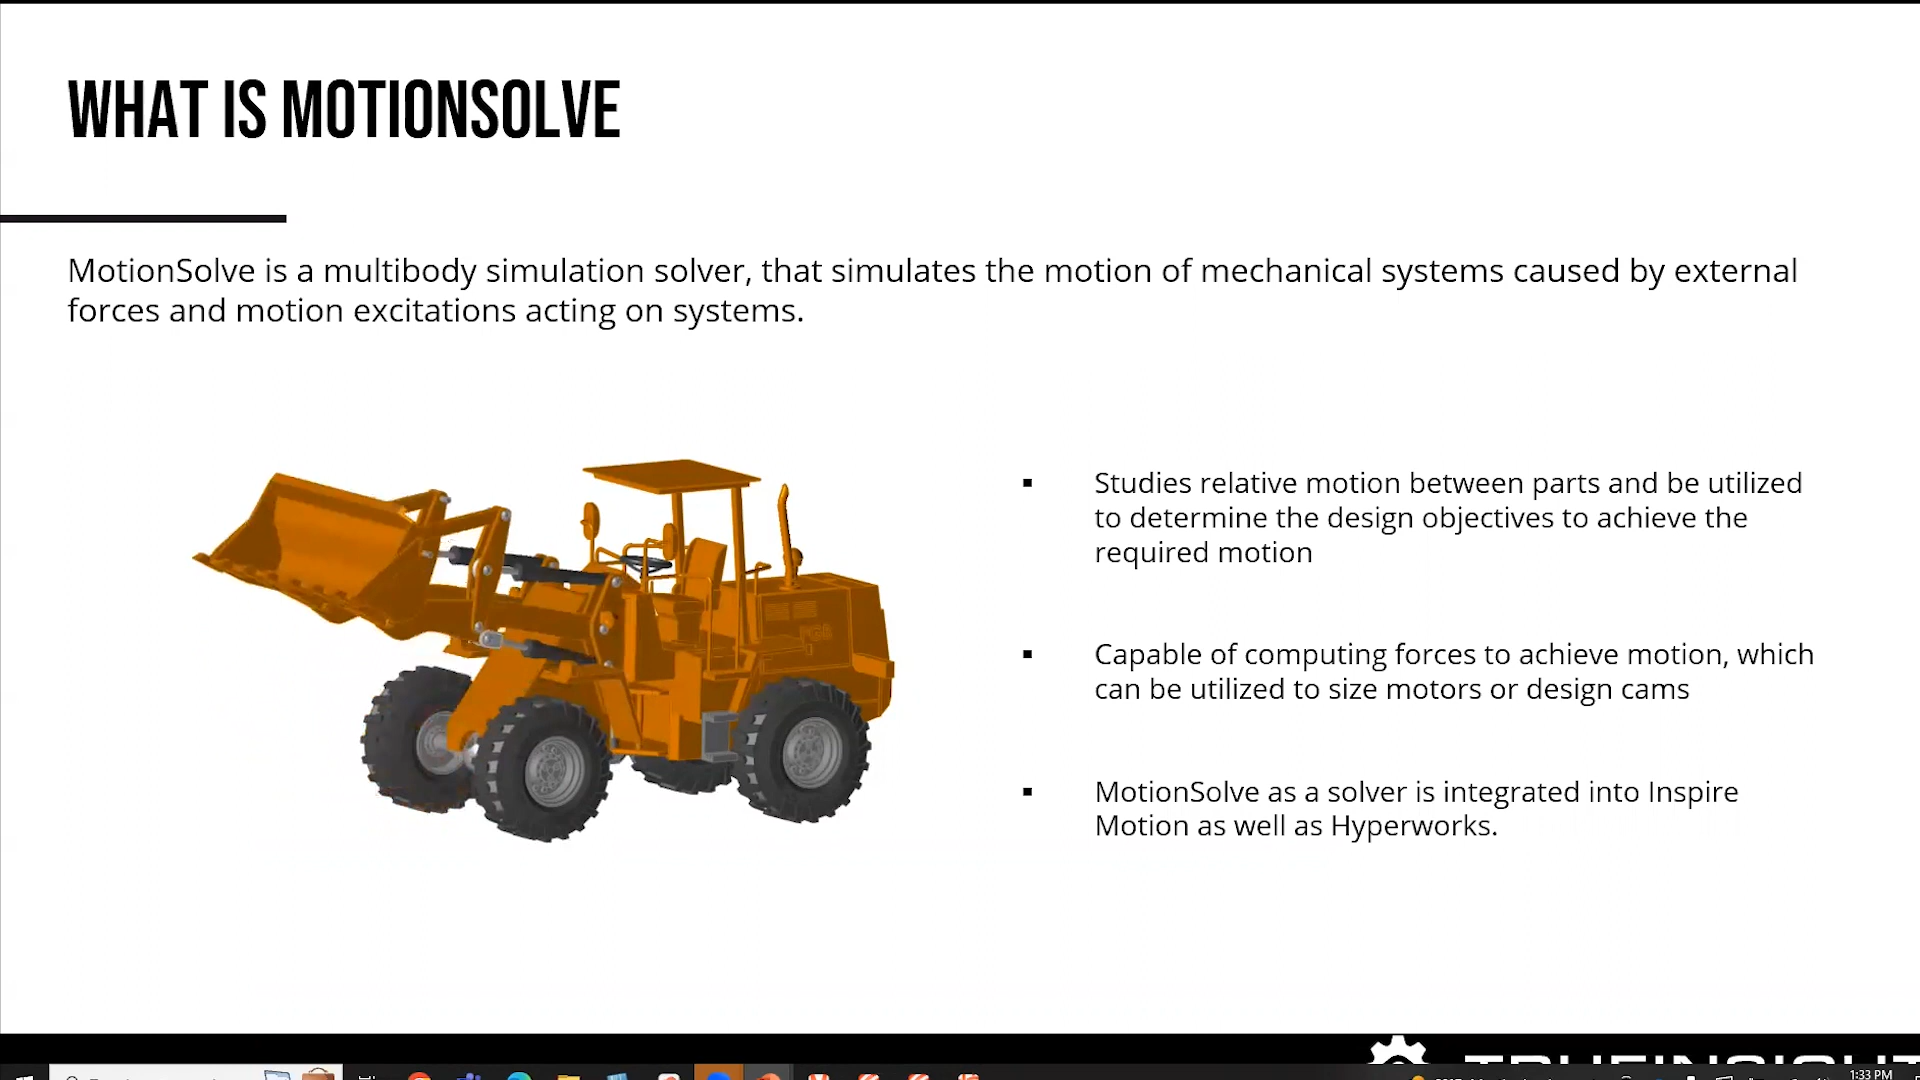 WHAT IS MOTIONSOLVE
MotionSolve is a multibody simulation solver, that simulates the motion of mechanical systems caused by external
forces and motion excitations acting on systems.
▪ Studies relative motion between parts and be utilized
to determine the design objectives to achieve the
required motion
▪ Capable of computing forces to achieve motion, which
can be utilized to size motors or design cams
▪ MotionSolve as a solver is integrated into Inspire
Motion as well as Hyperworks.
TRUEINSIGHT
1:33 PM